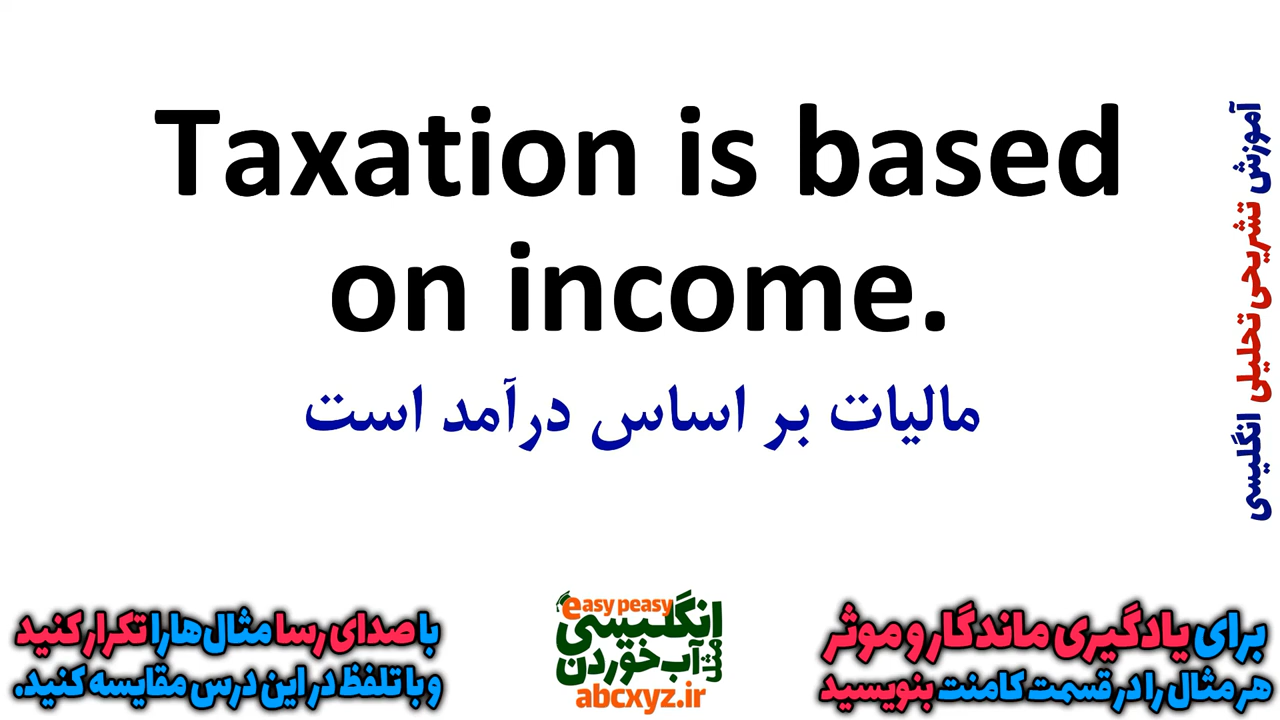 Taxation is based
on income.
مالیات بر اساس درآمد است
آموزش تشریحی تحلیلی انگلیسی
با صدای رسا مثال‌ها را تکرار کنید
و با تلفظ در این درس مقایسه کنید.
easy peasy
انگلیسی
مثل
آب خوردن
abcxyz.ir
برای یادگیری ماندگار و موثر
هر مثال را در قسمت کامنت بنویسید